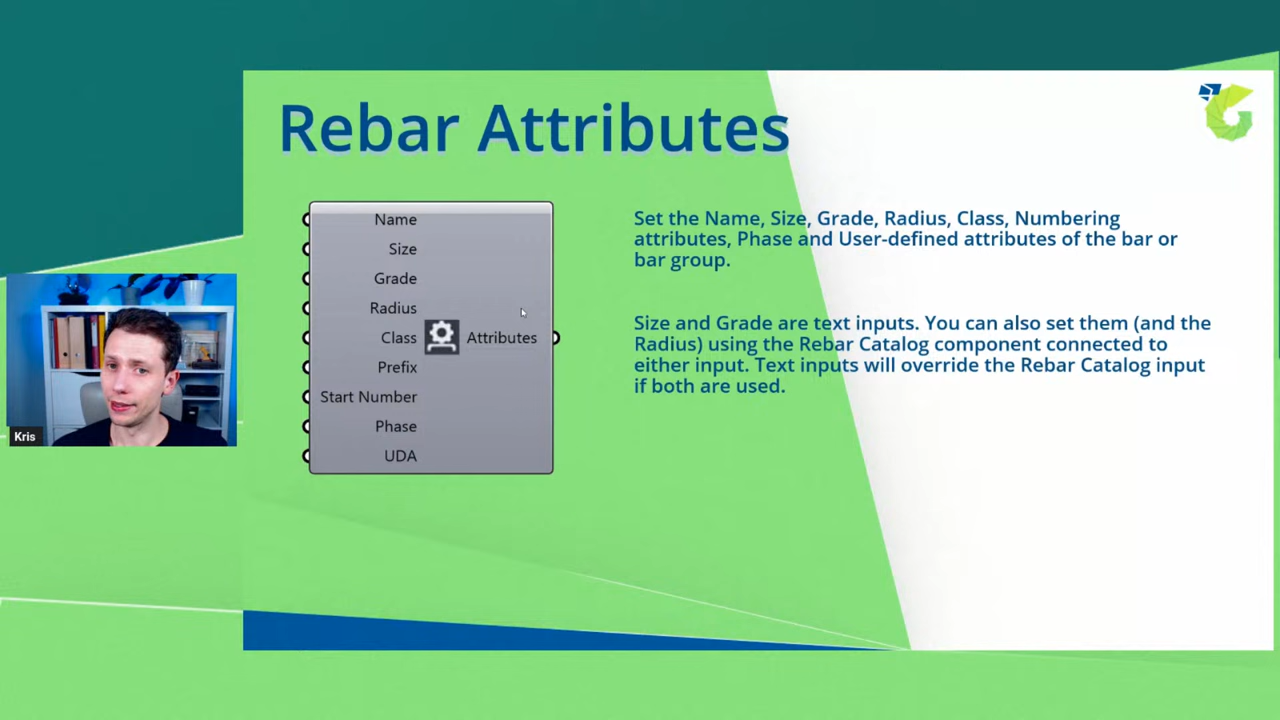 Rebar Attributes
Name
Size
Grade
Radius
Class
Prefix
Start Number
Phase
UDA
Attributes
Set the Name, Size, Grade, Radius, Class, Numbering
attributes, Phase and User-defined attributes of the bar or
bar group.
Size and Grade are text inputs. You can also set them (and the
Radius) using the Rebar Catalog component connected to
either input. Text inputs will override the Rebar Catalog input
if both are used.
Kris